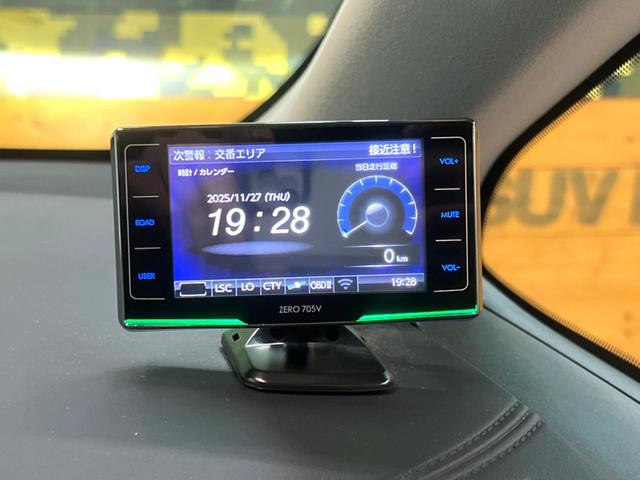 次警報：交番エリア 接近注意！
時計 / カレンダー
当日走行距離
2025/11/27 (THU)
19：28
0 km
LSC LO CTY OBDⅡ 19:28
DISP
ROAD
USER
VOL+
MUTE
VOL-
ZERO 705V
SUV